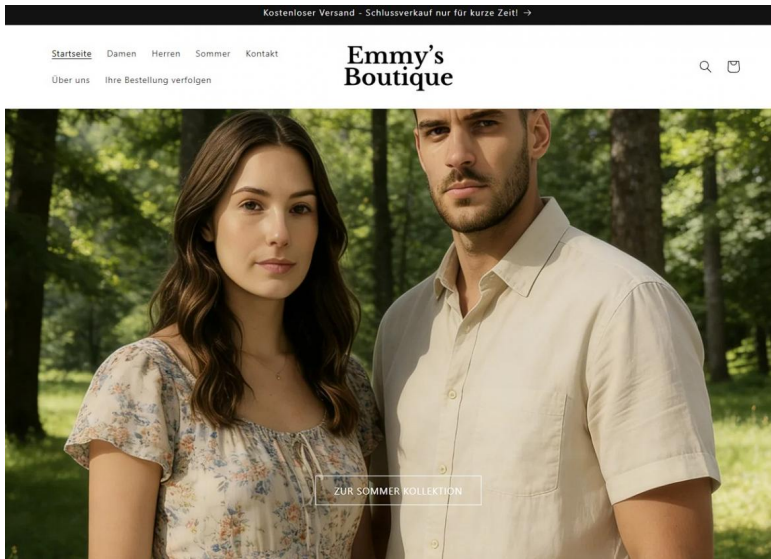 Kostenloser Versand - Schlussverkauf nur für kurze Zeit! →
Startseite Damen Herren Sommer Kontakt
Über uns Ihre Bestellung verfolgen
Emmy's
Boutique
ZUR SOMMER KOLLEKTION